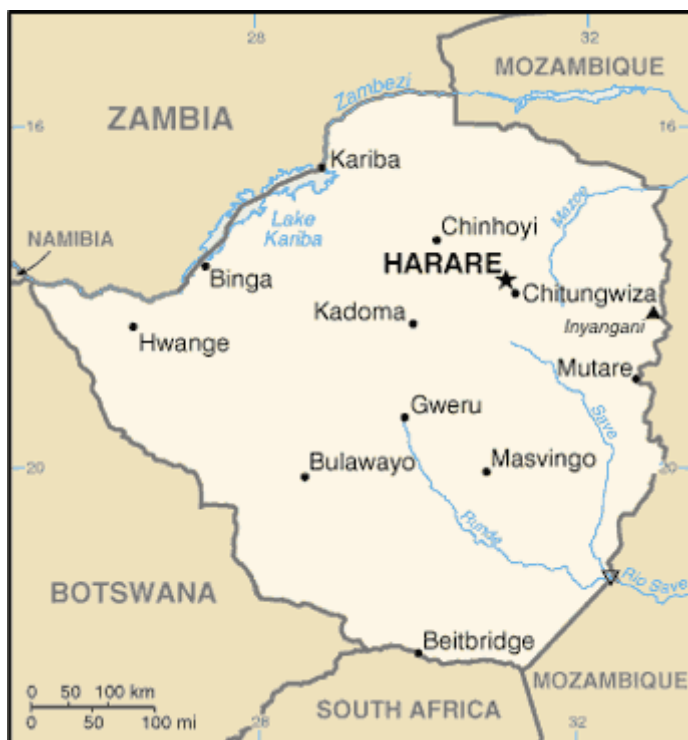 28
32
MOZAMBIQUE
Zambezi
ZAMBIA
16
16
Kariba
Lake
Kariba
Mazoe
Chinhoyi
NAMIBIA
HARARE
Binga
Chitungwiza
Kadoma
Inyangani
Hwange
Mutare
Gweru
Save
20
Bulawayo
Masvingo
20
Runde
Rio Save
BOTSWANA
Beitbridge
MOZAMBIQUE
0 50 100 km
0 50 100 mi
SOUTH AFRICA
28
32